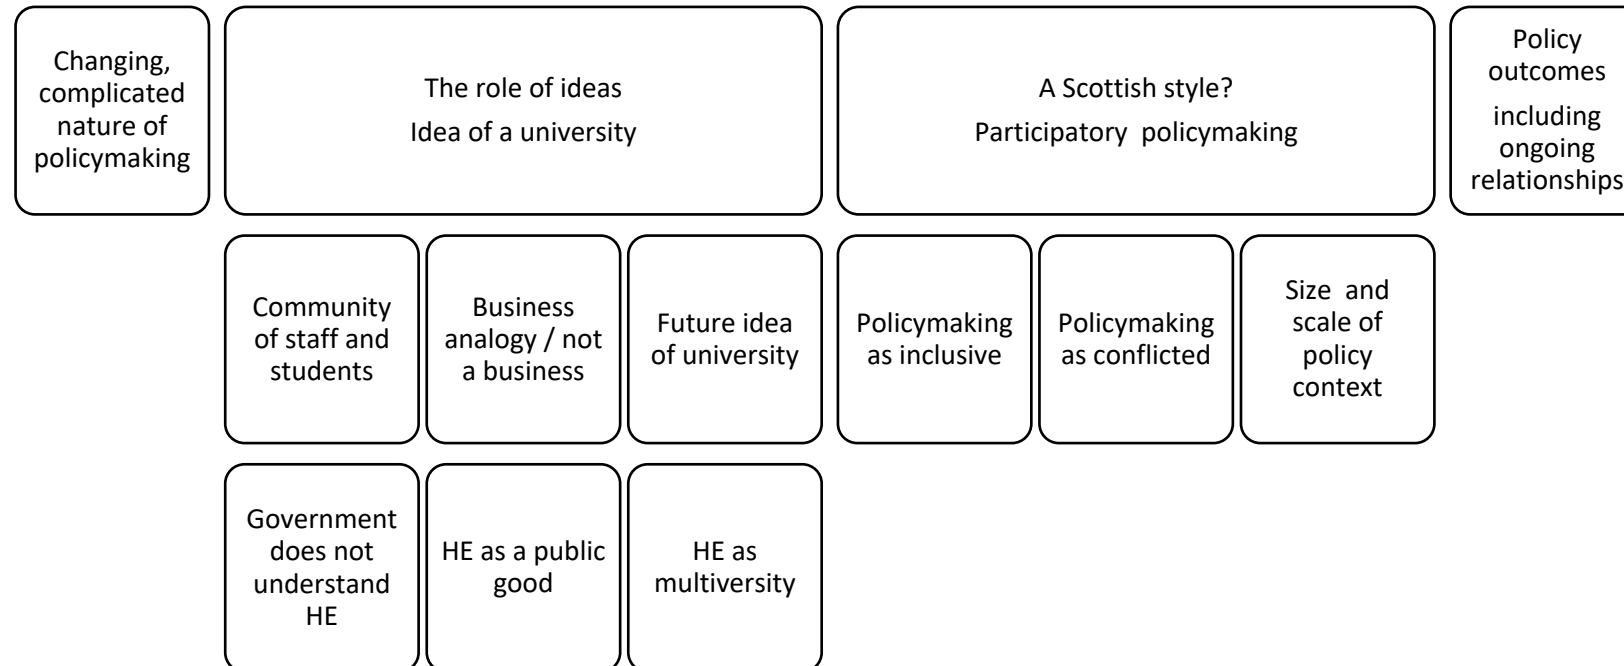 Changing,
complicated
nature of
policymaking
The role of ideas
Idea of a university
A Scottish style?
Participatory policymaking
Policy
outcomes
including
ongoing
relationships
Community
of staff and
students
Business
analogy / not
a business
Future idea
of university
Policymaking
as inclusive
Policymaking
as conflicted
Size and
scale of
policy
context
Government
does not
understand
HE
HE as a public
good
HE as
multiversity